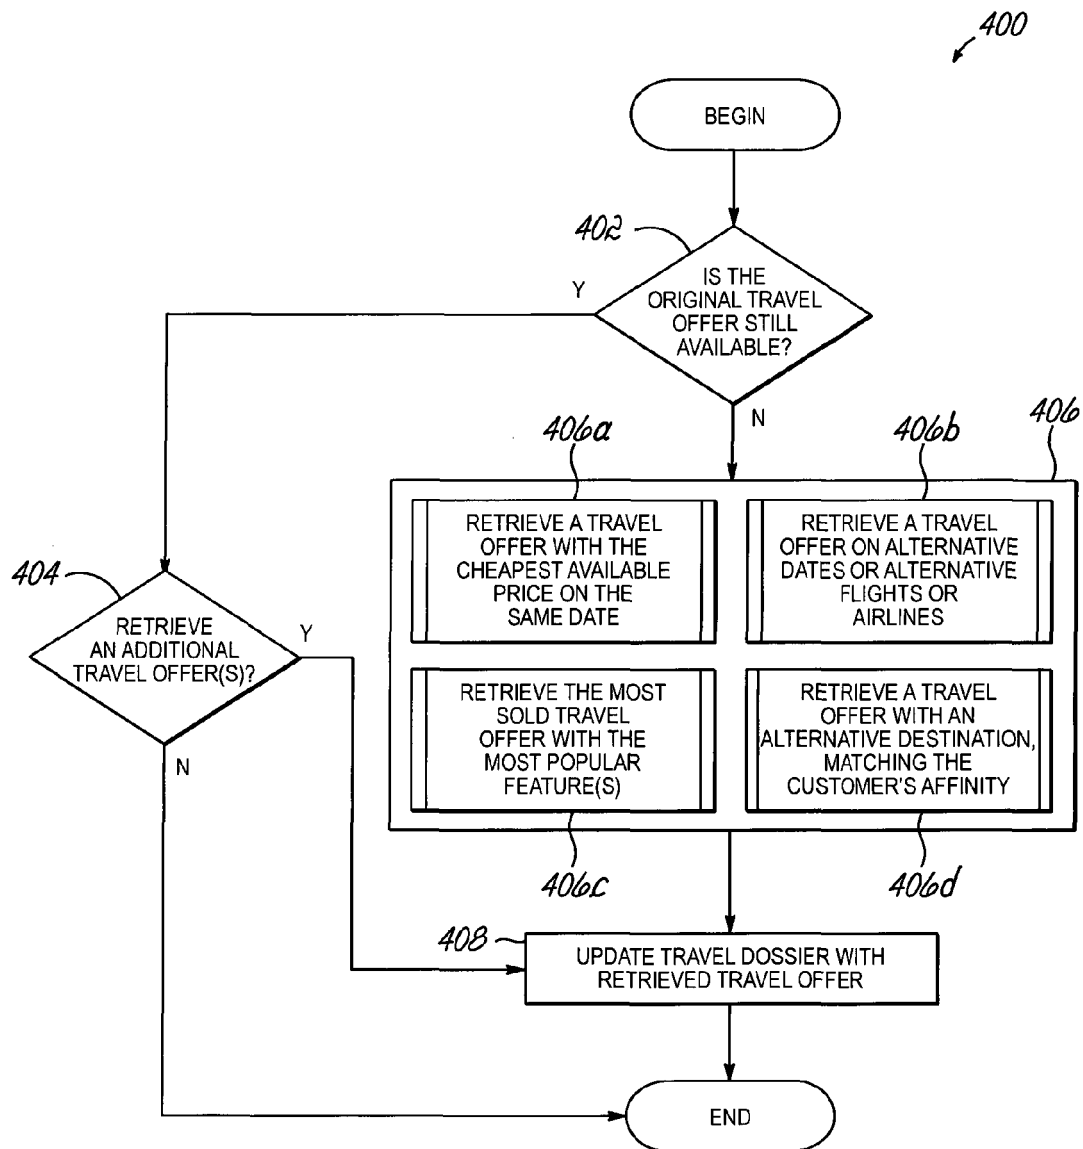 400
BEGIN
402
IS THE
ORIGINAL TRAVEL
OFFER STILL
AVAILABLE?
Y
N
406
406a
406b
RETRIEVE A TRAVEL
OFFER WITH THE
CHEAPEST AVAILABLE
PRICE ON THE
SAME DATE
RETRIEVE A TRAVEL
OFFER ON ALTERNATIVE
DATES OR ALTERNATIVE
FLIGHTS OR
AIRLINES
404
RETRIEVE
AN ADDITIONAL
TRAVEL OFFER(S)?
Y
N
RETRIEVE THE MOST
SOLD TRAVEL
OFFER WITH THE
MOST POPULAR
FEATURE(S)
RETRIEVE A TRAVEL
OFFER WITH AN
ALTERNATIVE DESTINATION,
MATCHING THE
CUSTOMER'S AFFINITY
406c
406d
408
UPDATE TRAVEL DOSSIER WITH
RETRIEVED TRAVEL OFFER
END